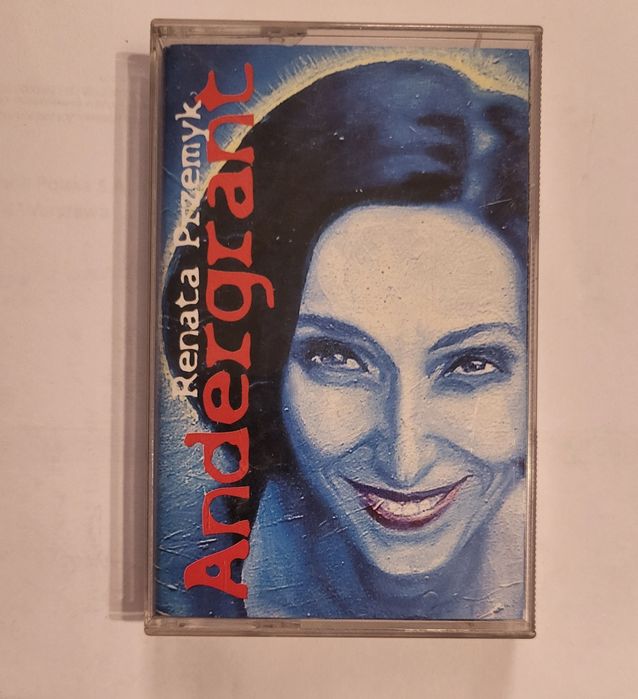 Renata Przemyk
Andergrant